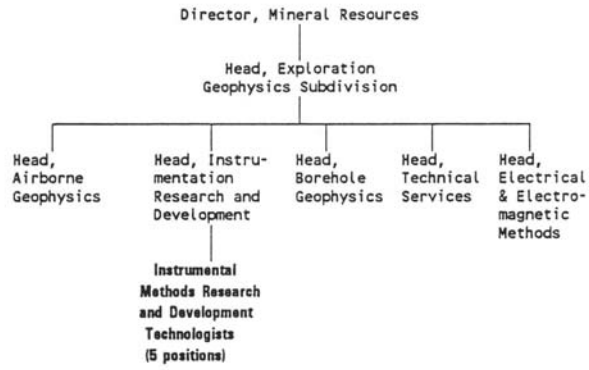 Director, Mineral Resources
Head, Exploration
Geophysics Subdivision
Head,
Airborne
Geophysics
Head, Instru-
mentation
Research and
Development
Head,
Borehole
Geophysics
Head,
Technical
Services
Head,
Electrical
& Electro-
magnetic
Methods
Instrumental
Methods Research
and Development
Technologists
(5 positions)